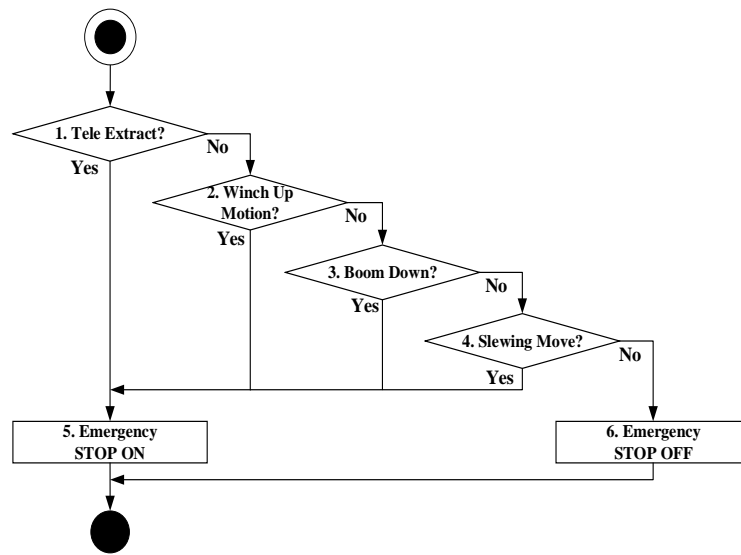 1. Tele Extract?
No
Yes
2. Winch Up
Motion?
No
Yes
3. Boom Down?
No
Yes
4. Slewing Move?
No
Yes
5. Emergency
STOP ON
6. Emergency
STOP OFF